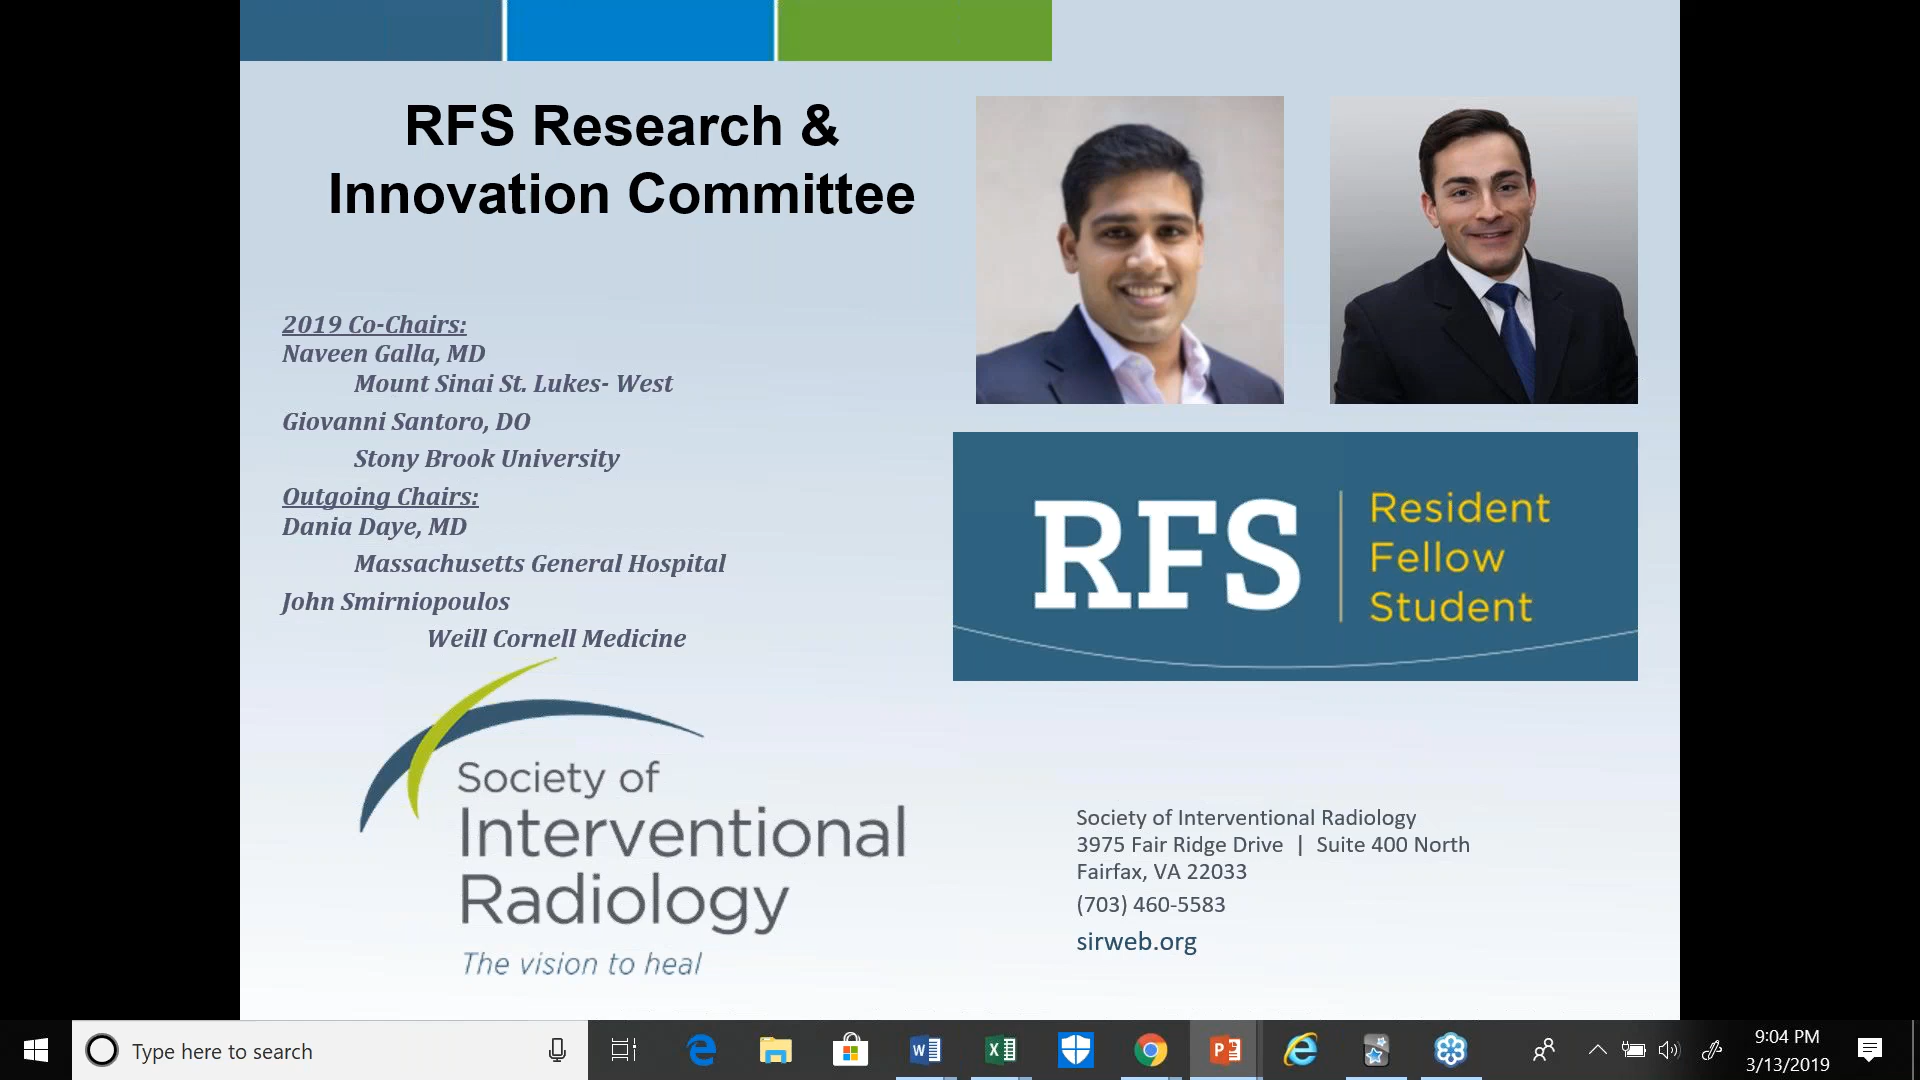 RFS Research &
Innovation Committee
2019 Co-Chairs:
Naveen Galla, MD
Mount Sinai St. Lukes- West
Giovanni Santoro, DO
Stony Brook University
Outgoing Chairs:
Dania Daye, MD
Massachusetts General Hospital
John Smirniopoulos
Weill Cornell Medicine
RFS
Resident
Fellow
Student
Society of
Interventional
Radiology
The vision to heal
Society of Interventional Radiology
3975 Fair Ridge Drive | Suite 400 North
Fairfax, VA 22033
(703) 460-5583
sirweb.org
Type here to search
9:04 PM
3/13/2019